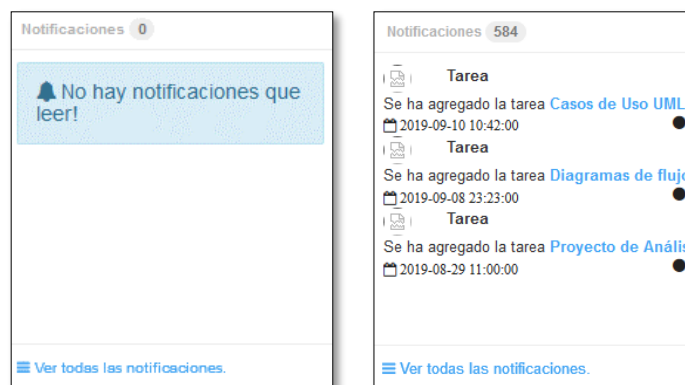 Notificaciones 0
No hay notificaciones que
leer!
Ver todas las notificaciones.
Notificaciones 584
Tarea
Se ha agregado la tarea Casos de Uso UML
2019-09-10 10:42:00
Tarea
Se ha agregado la tarea Diagramas de flujo
2019-09-08 23:23:00
Tarea
Se ha agregado la tarea Proyecto de Anális
2019-08-29 11:00:00
Ver todas las notificaciones.